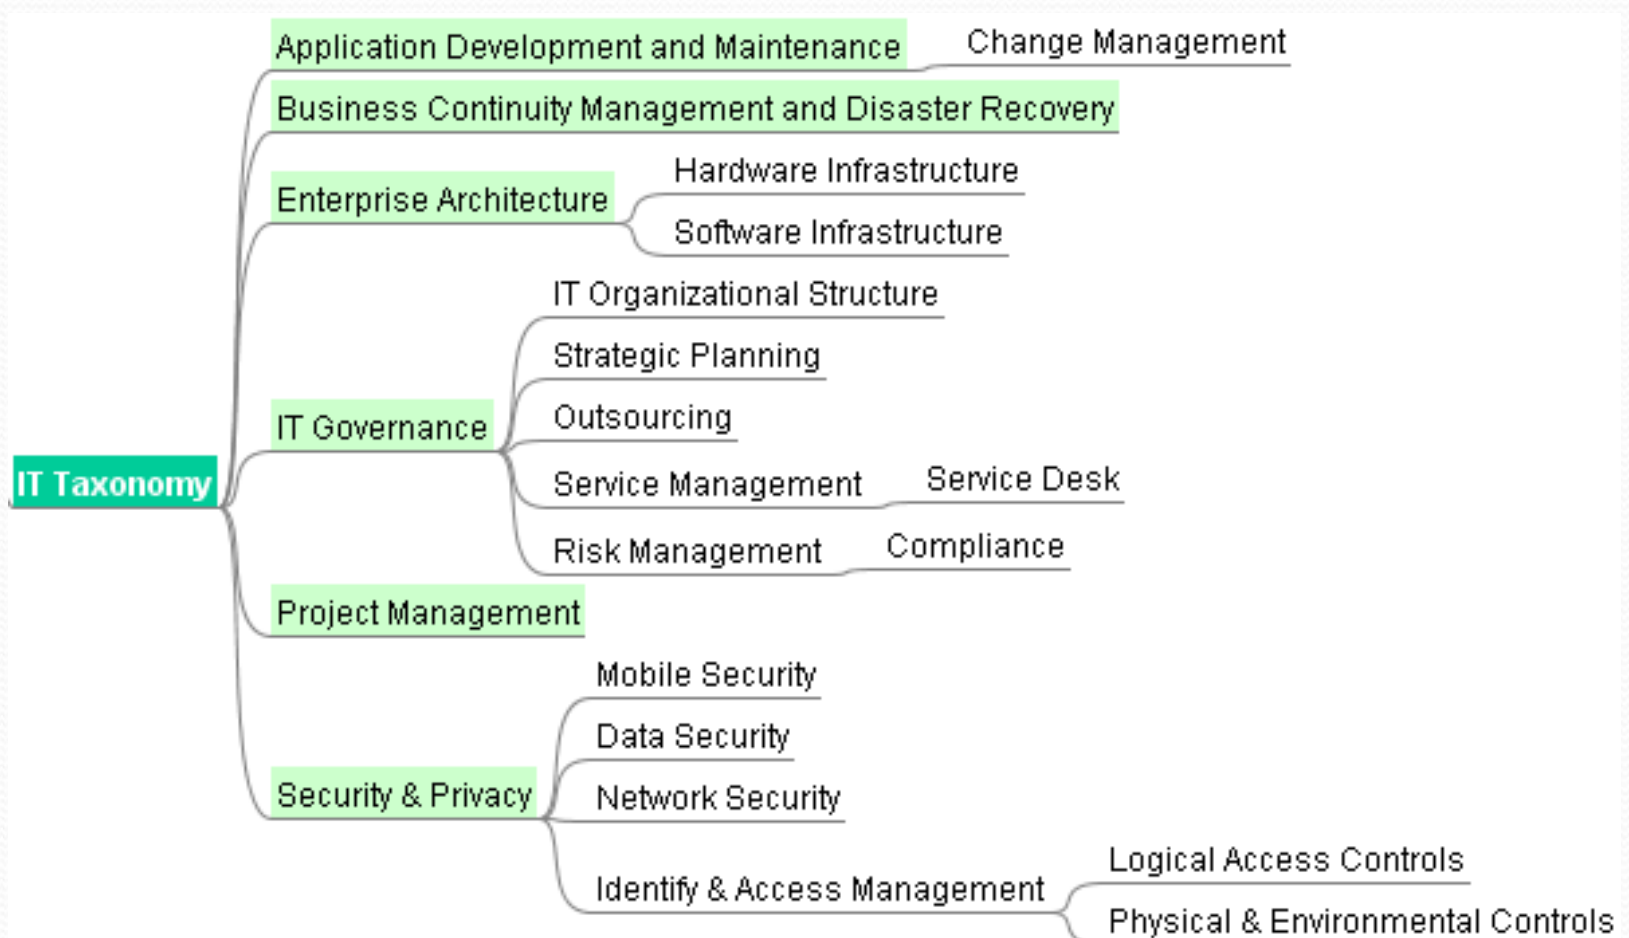 Application Development and Maintenance
Change Management
Business Continuity Management and Disaster Recovery
Hardware Infrastructure
Enterprise Architecture
Software Infrastructure
IT Organizational Structure
Strategic Planning
Outsourcing
IT Governance
IT Taxonomy
Service Management
Service Desk
Risk Management
Compliance
Project Management
Mobile Security
Data Security
Security & Privacy
Network Security
Identify & Access Management
Logical Access Controls
Physical & Environmental Controls